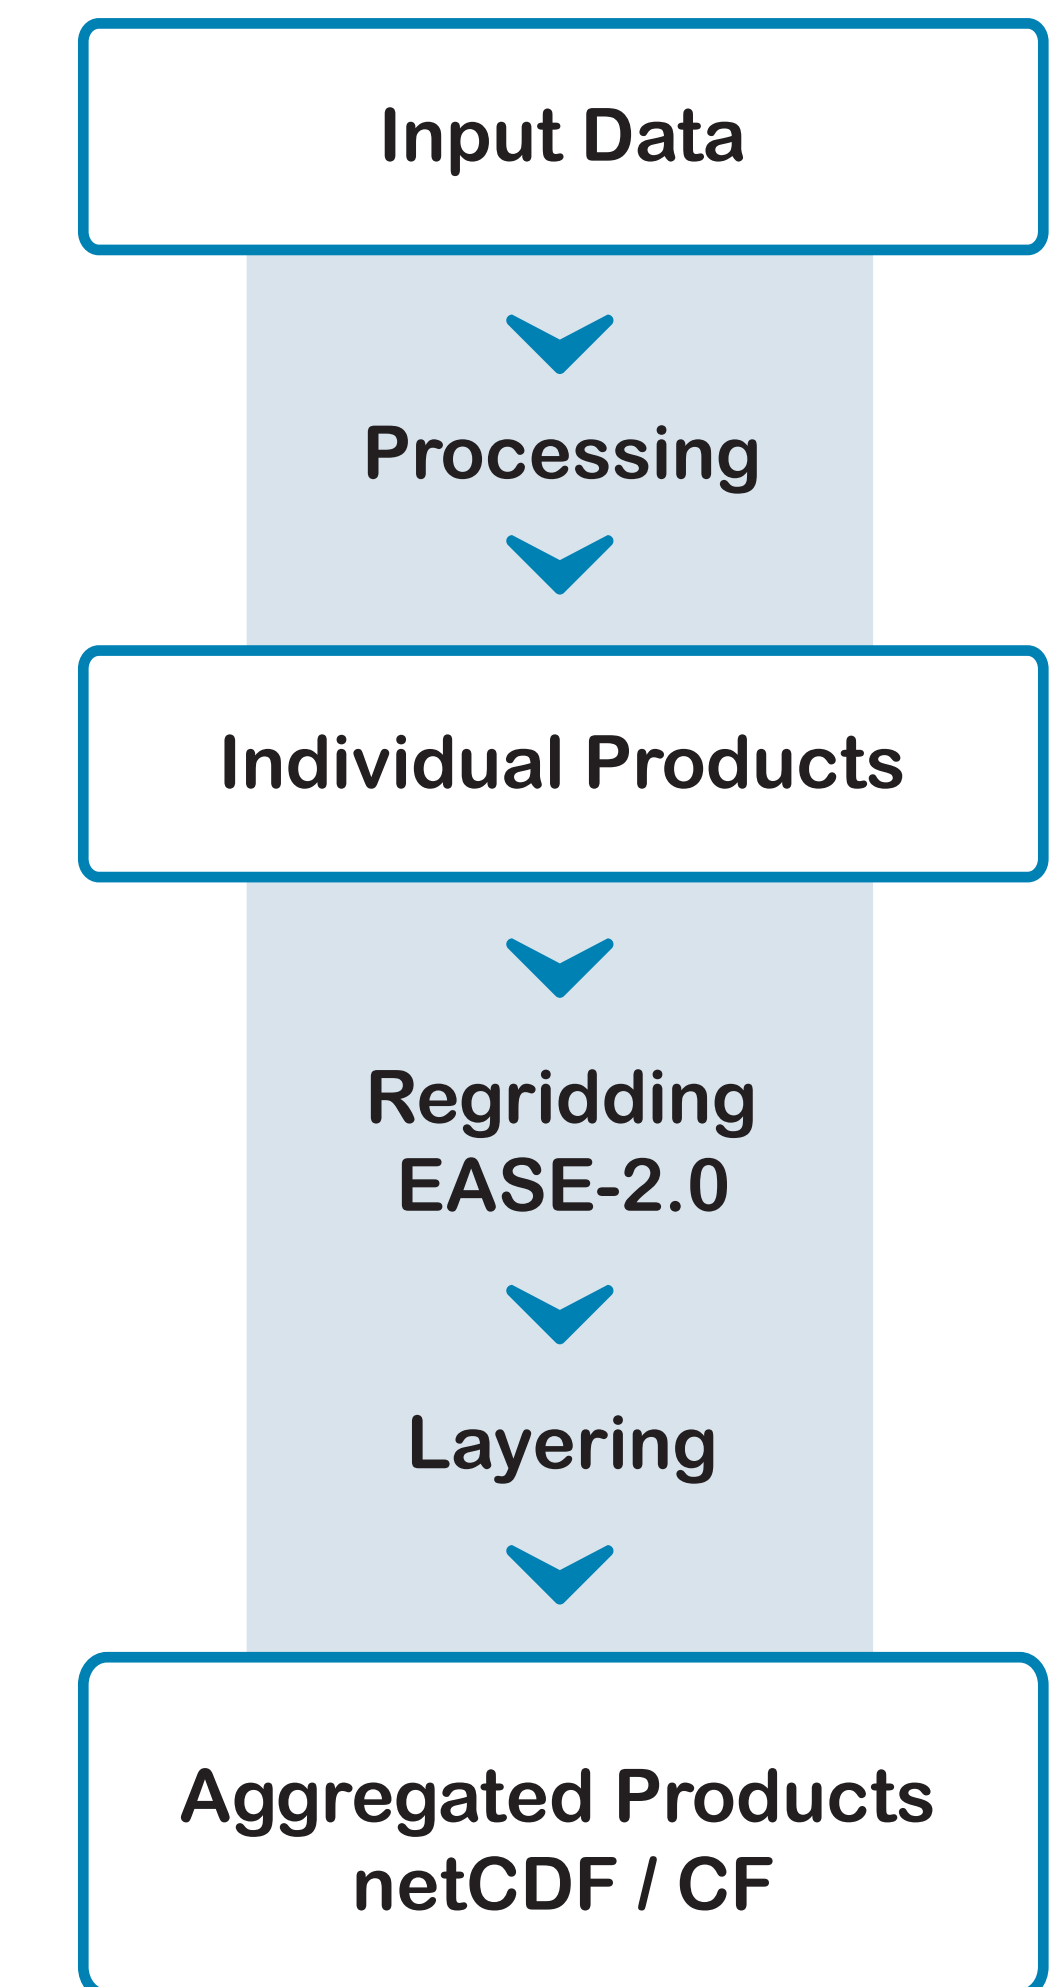 Input Data
Processing
Individual Products
Regridding
EASE-2.0
Layering
Aggregated Products
netCDF / CF